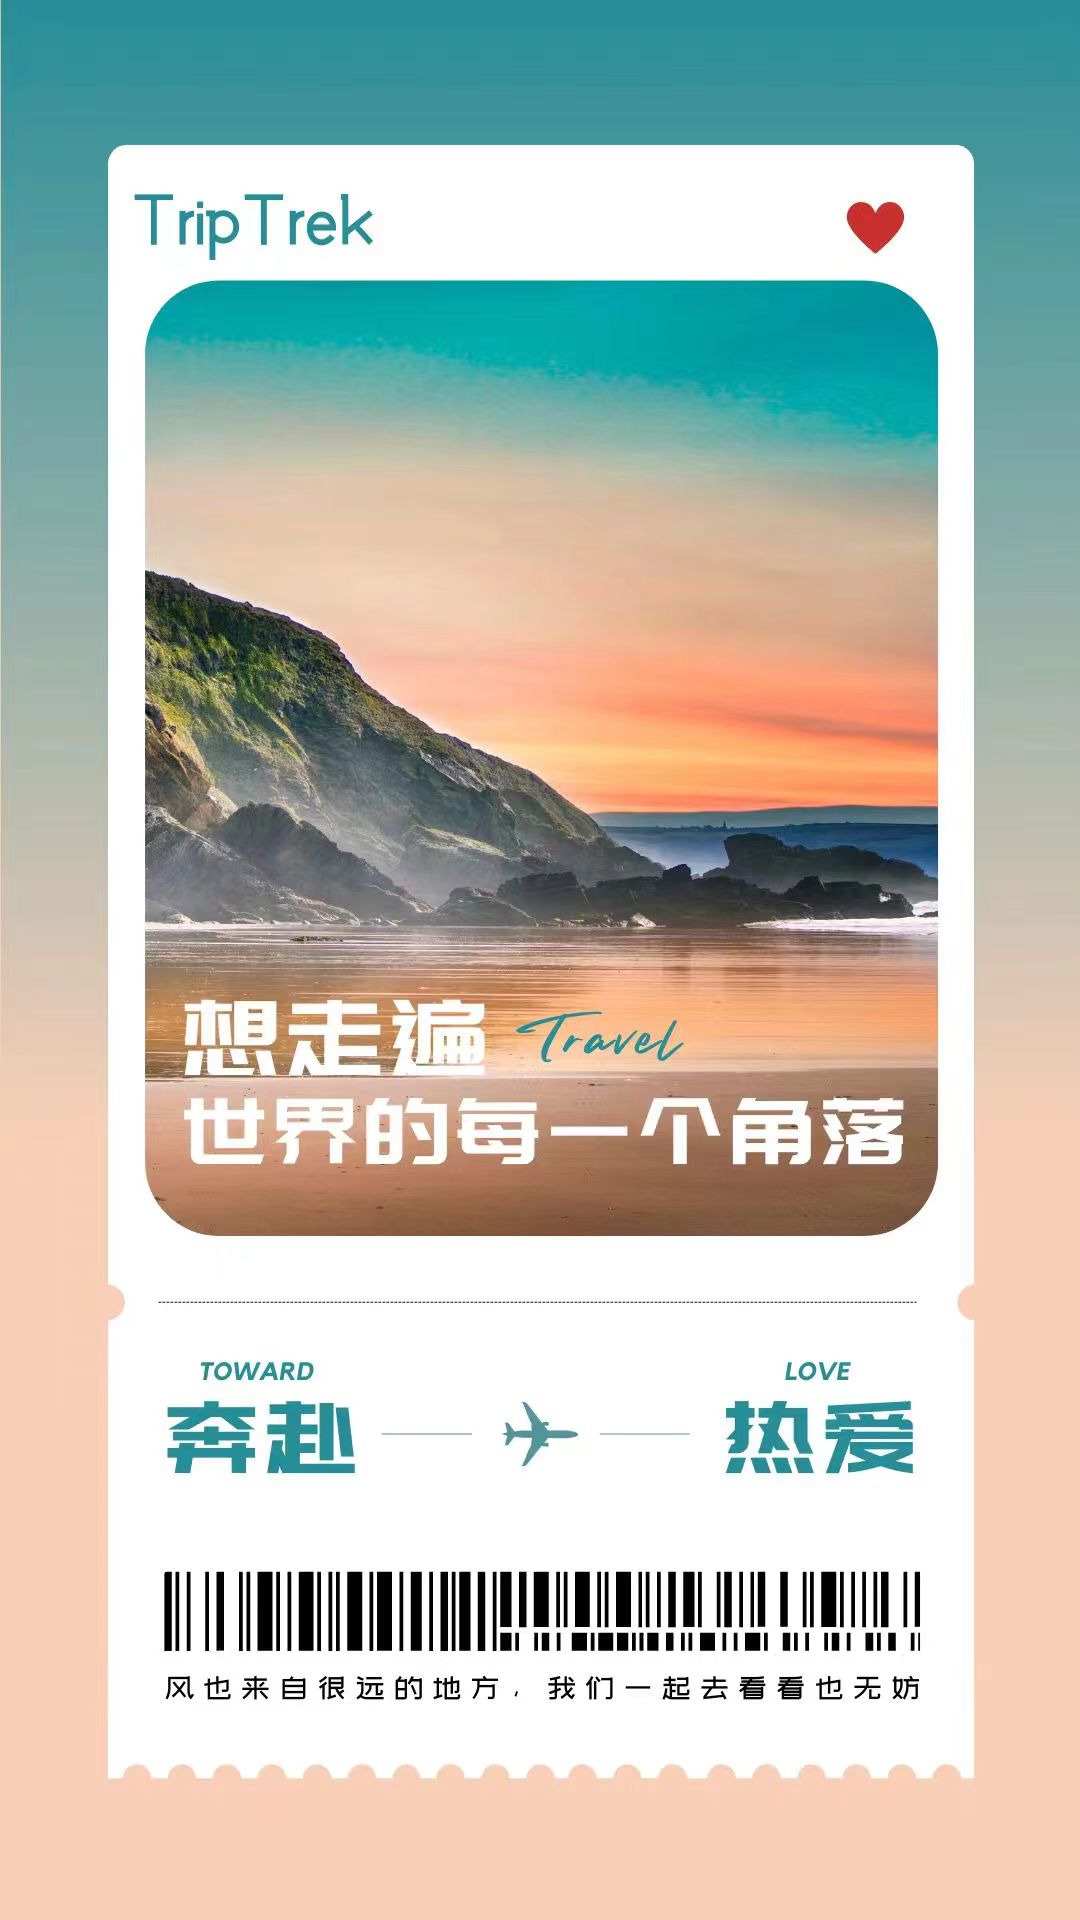 TripTrek
想走遍 Travel
世界的每一个角落
TOWARD LOVE
奔赴 热爱
风也来自很远的地方，我们一起去看看也无妨